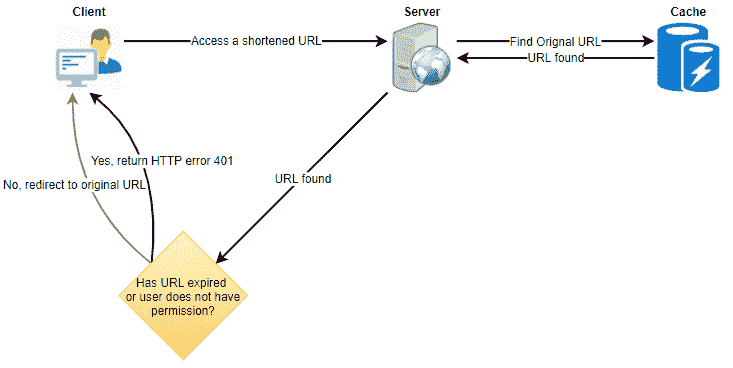 Client
Server
Cache
Access a shortened URL
Find Orignal URL
URL found
Yes, return HTTP error 401
URL found
No, redirect to original URL
Has URL expired
or user does not have
permission?